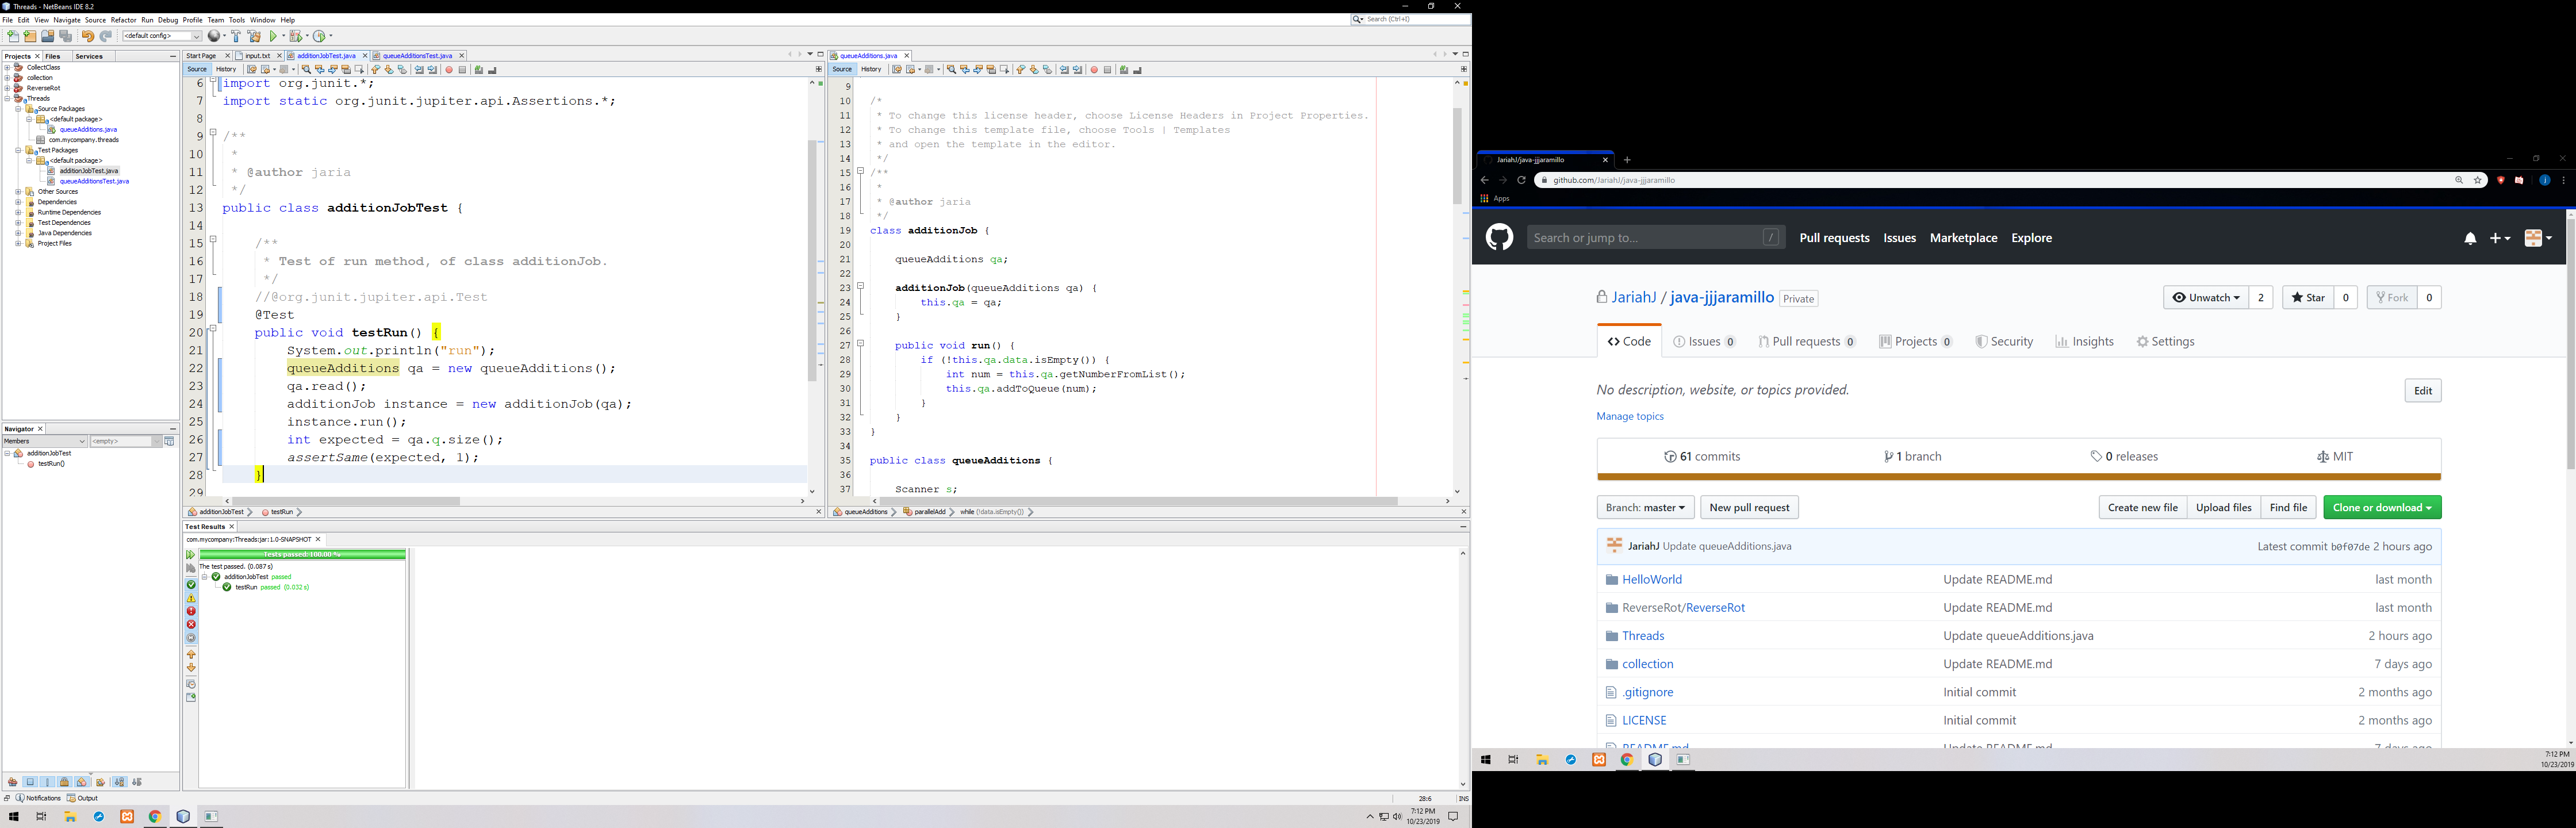 Threads - NetBeans IDE 8.2
File Edit View Navigate Source Refactor Run Debug Profile Team Tools Window Help
Search (Ctrl+I)
<default config>
Projects Files Services
CollectClass
collection
ReverseRot
Threads
Source Packages
<default package>
queueAdditions.java
com.mycompany.threads
Test Packages
<default package>
additionJobTest.java
queueAdditionsTest.java
Other Sources
Dependencies
Runtime Dependencies
Test Dependencies
Java Dependencies
Project Files
Navigator
Members <empty>
additionJobTest
testRun()
Start Page input.txt additionJobTest.java queueAdditionsTest.java
Source History
6 import org.junit.*;
7 import static org.junit.jupiter.api.Assertions.*;
8
9 /**
10 *
11 * @author jaria
12 */
13 public class additionJobTest {
14
15 /**
16 * Test of run method, of class additionJob.
17 */
18 //@org.junit.jupiter.api.Test
19 @Test
20 public void testRun() {
21 System.out.println("run");
22 queueAdditions qa = new queueAdditions();
23 qa.read();
24 additionJob instance = new additionJob(qa);
25 instance.run();
26 int expected = qa.q.size();
27 assertSame(expected, 1);
28 }
29
additionJobTest testRun
queueAdditions.java
Source History
9
10 /*
11 * To change this license header, choose License Headers in Project Properties.
12 * To change this template file, choose Tools | Templates
13 * and open the template in the editor.
14 */
15 /**
16 *
17 * @author jaria
18 */
19 class additionJob {
20
21 queueAdditions qa;
22
23 additionJob(queueAdditions qa) {
24 this.qa = qa;
25 }
26
27 public void run() {
28 if (!this.qa.data.isEmpty()) {
29 int num = this.qa.getNumberFromList();
30 this.qa.addToQueue(num);
31 }
32 }
33 }
34
35 public class queueAdditions {
36
37 Scanner s;
queueAdditions parallelAdd while (!data.isEmpty())
Test Results
com.mycompany:Threads:jar:1.0-SNAPSHOT
Tests passed: 100.00 %
The test passed. (0.087 s)
additionJobTest passed
testRun passed (0.032 s)
Notifications Output
28:6 INS
7:12 PM
10/23/2019
JariahJ/java-jjjaramillo
github.com/JariahJ/java-jjjaramillo
Apps
Search or jump to... / Pull requests Issues Marketplace Explore
JariahJ / java-jjjaramillo Private
Unwatch 2 Star 0 Fork 0
Code Issues 0 Pull requests 0 Projects 0 Security Insights Settings
No description, website, or topics provided. Edit
Manage topics
61 commits 1 branch 0 releases MIT
Branch: master New pull request Create new file Upload files Find file Clone or download
JariahJ Update queueAdditions.java Latest commit b0f07de 2 hours ago
HelloWorld Update README.md last month
ReverseRot/ReverseRot Update README.md last month
Threads Update queueAdditions.java 2 hours ago
collection Update README.md 7 days ago
.gitignore Initial commit 2 months ago
LICENSE Initial commit 2 months ago
README.md Update README.md 7 days ago
7:12 PM
10/23/2019